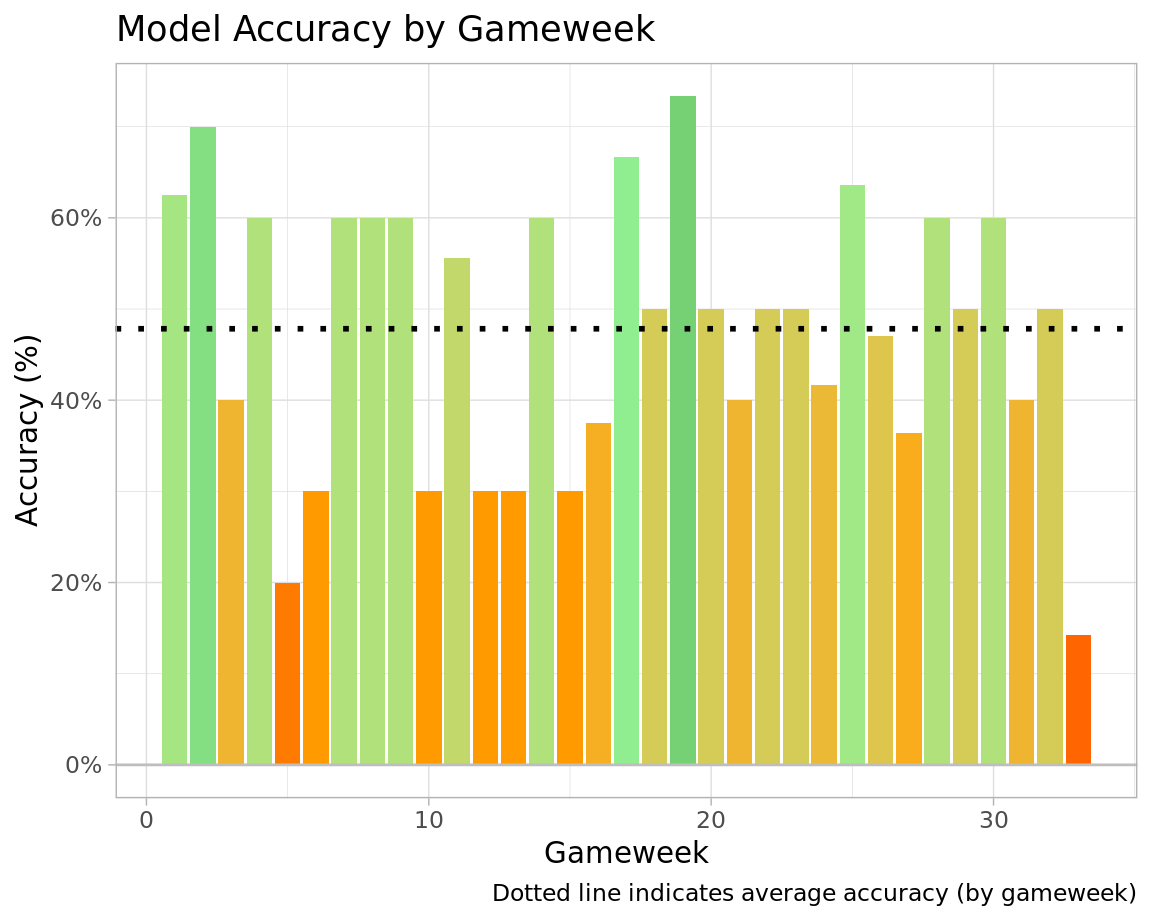 Model Accuracy by Gameweek
Accuracy (%)
60%
40%
20%
0%
0 10 20 30
Gameweek
Dotted line indicates average accuracy (by gameweek)